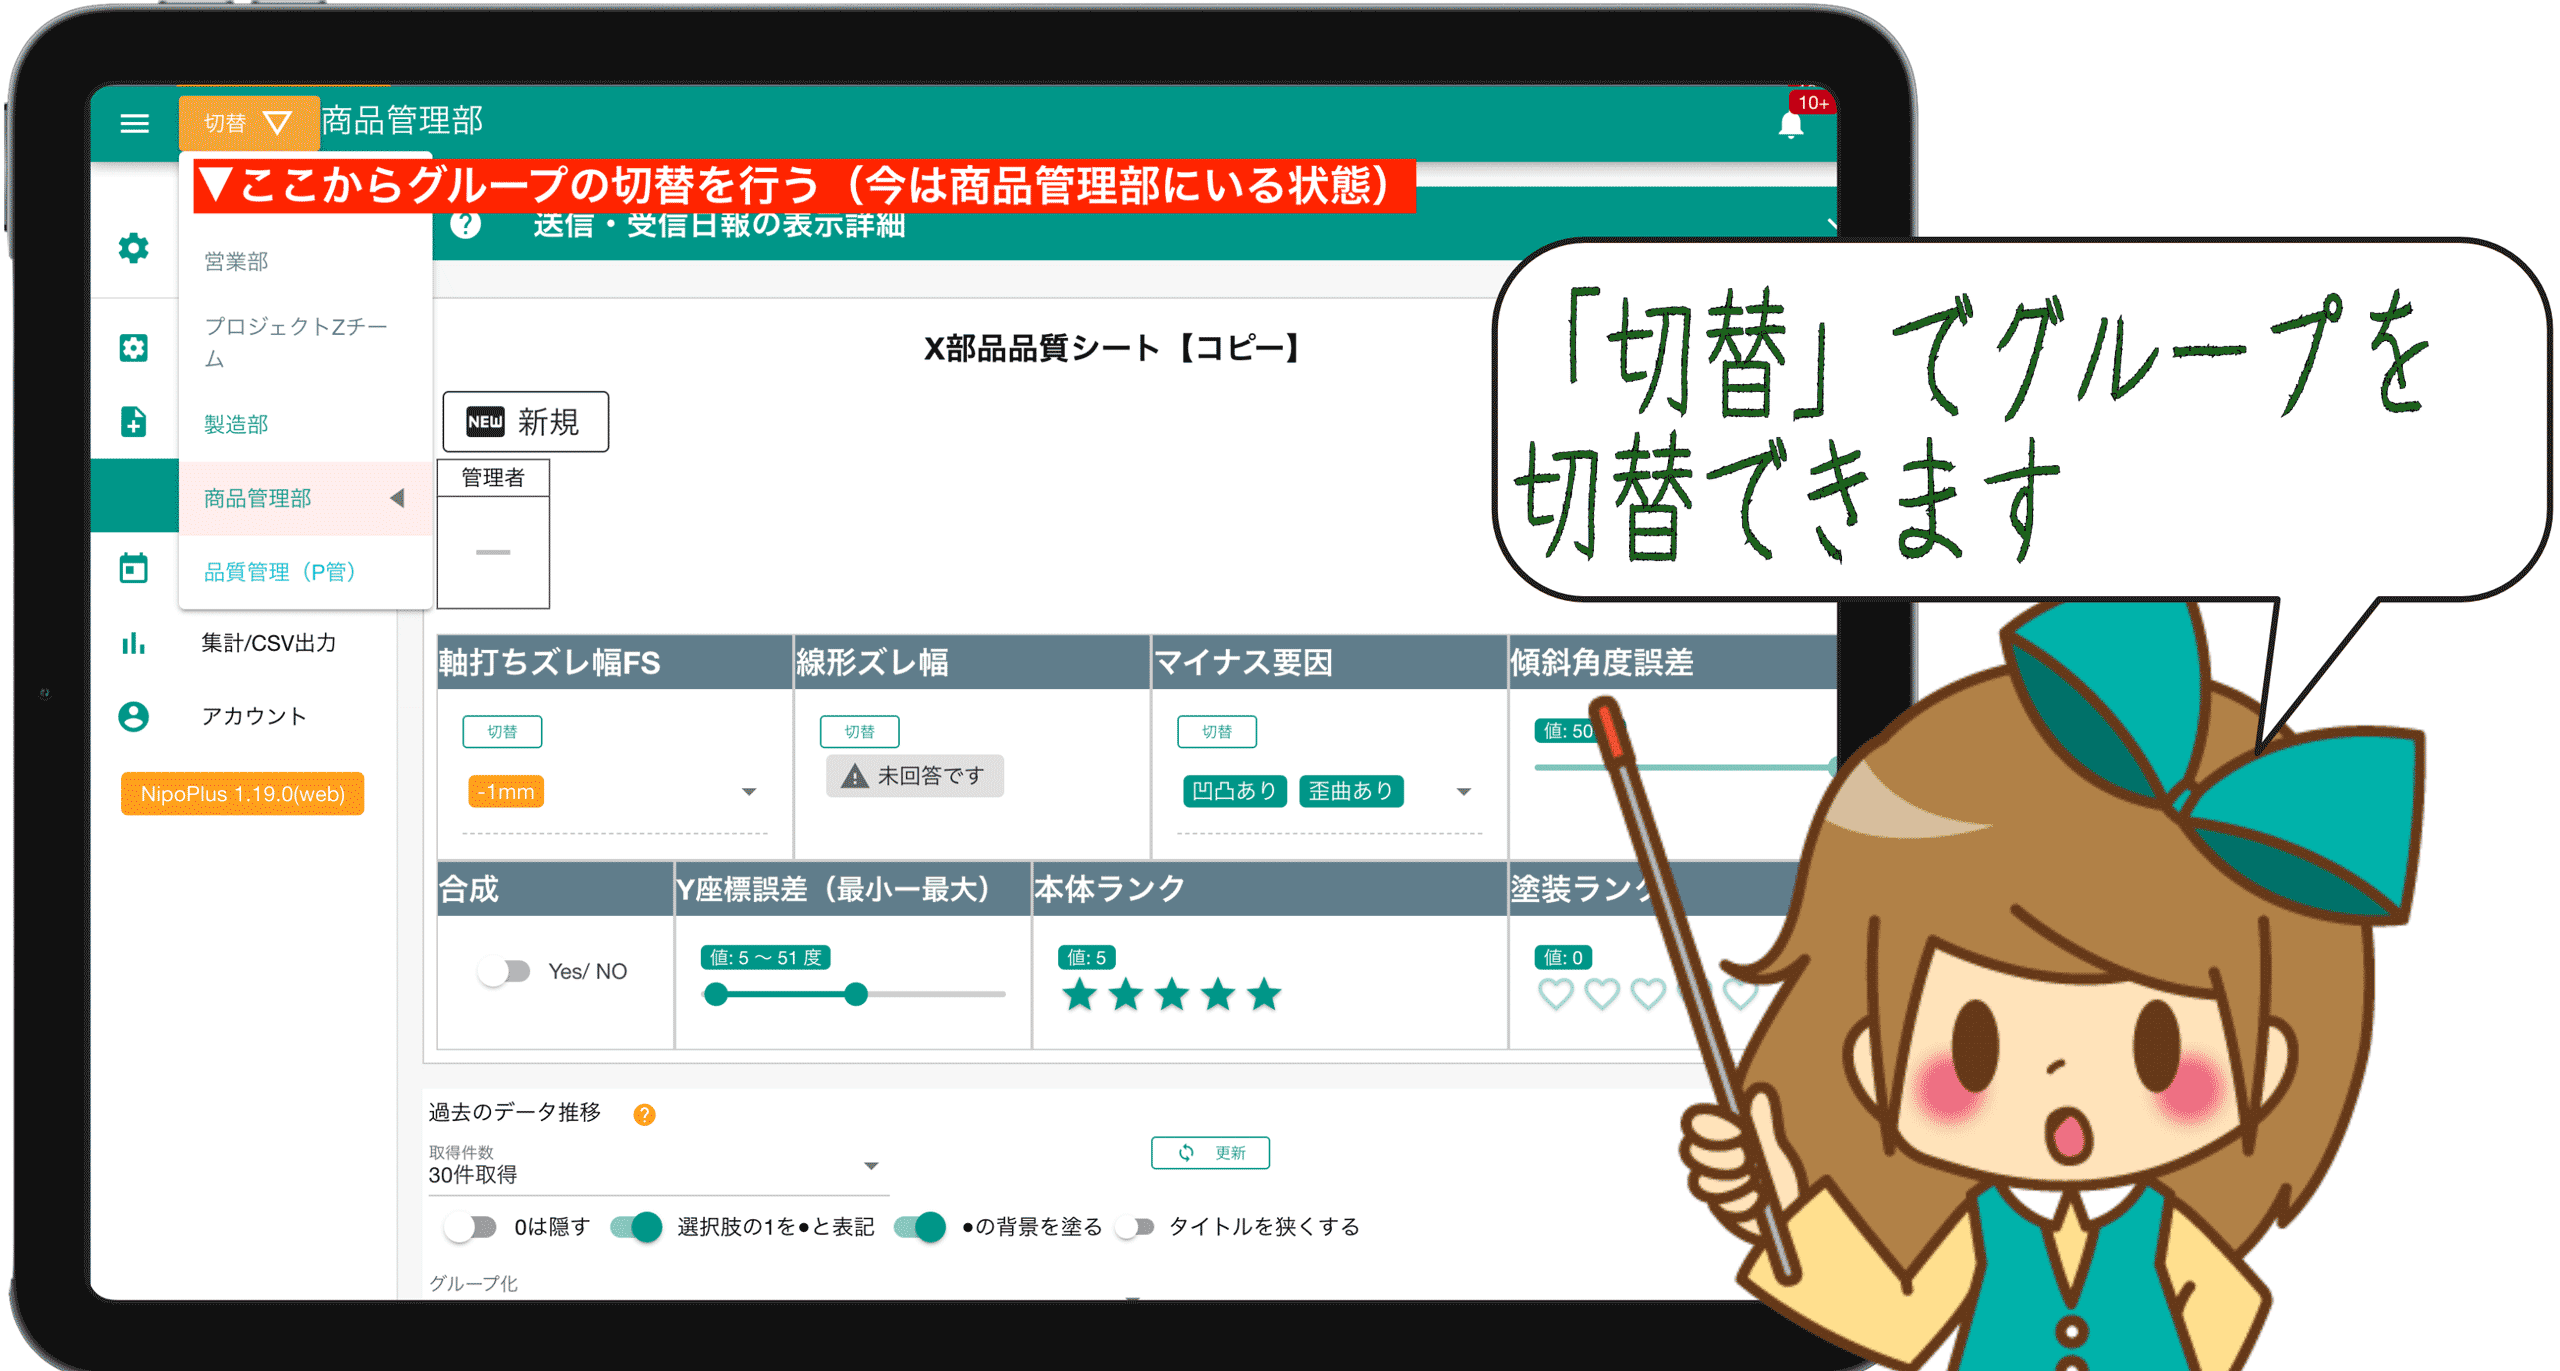 切替 ▽ 商品管理部
10+
▼ここからグループの切替を行う（今は商品管理部にいる状態）
送信・受信日報の表示詳細
営業部
プロジェクトZチー
ム
製造部
商品管理部
品質管理（P管）
集計/CSV出力
アカウント
NipoPlus 1.19.0(web)
X部品品質シート【コピー】
NEW 新規
管理者
軸打ちズレ幅FS
線形ズレ幅
マイナス要因
傾斜角度誤差
切替
切替
切替
値: 50
-1mm
未回答です
凹凸あり 歪曲あり
合成
Y座標誤差（最小ー最大）
本体ランク
塗装ランク
Yes/ NO
値: 5 〜 51 度
値: 5
値: 0
過去のデータ推移
取得件数
30件取得
更新
0は隠す
選択肢の1を●と表記
●の背景を塗る
タイトルを狭くする
グループ化
「切替」でグループを
切替できます